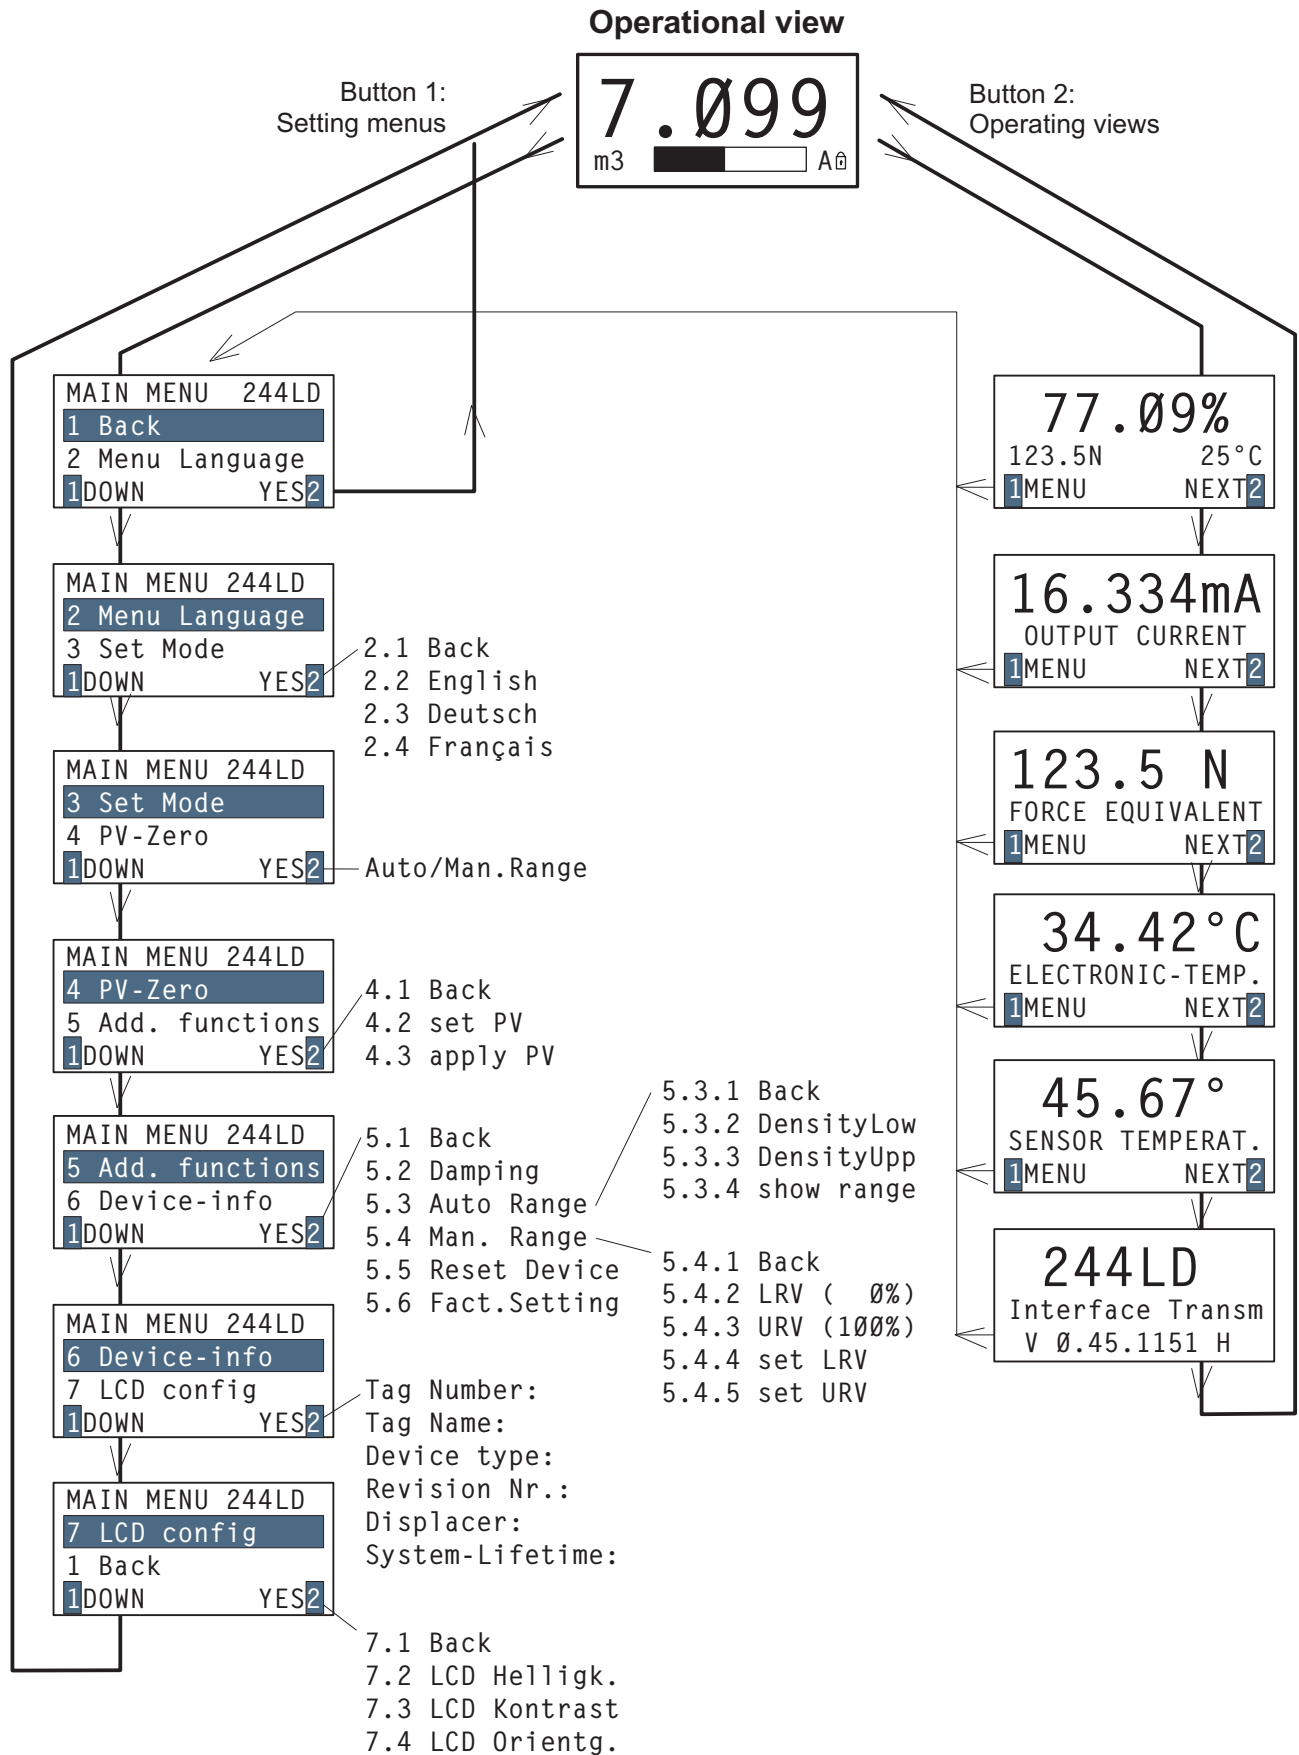 Operational view
Button 1:
Setting menus
7.Ø99
m3 A
Button 2:
Operating views
MAIN MENU 244LD
1 Back
2 Menu Language
1DOWN YES2
MAIN MENU 244LD
2 Menu Language
3 Set Mode
1DOWN YES2
2.1 Back
2.2 English
2.3 Deutsch
2.4 Français
MAIN MENU 244LD
3 Set Mode
4 PV-Zero
1DOWN YES2
Auto/Man.Range
MAIN MENU 244LD
4 PV-Zero
5 Add. functions
1DOWN YES2
4.1 Back
4.2 set PV
4.3 apply PV
MAIN MENU 244LD
5 Add. functions
6 Device-info
1DOWN YES2
5.1 Back
5.2 Damping
5.3 Auto Range
5.4 Man. Range
5.5 Reset Device
5.6 Fact.Setting
5.3.1 Back
5.3.2 DensityLow
5.3.3 DensityUpp
5.3.4 show range
5.4.1 Back
5.4.2 LRV (  Ø%)
5.4.3 URV (1ØØ%)
5.4.4 set LRV
5.4.5 set URV
MAIN MENU 244LD
6 Device-info
7 LCD config
1DOWN YES2
Tag Number:
Tag Name:
Device type:
Revision Nr.:
Displacer:
System-Lifetime:
MAIN MENU 244LD
7 LCD config
1 Back
1DOWN YES2
7.1 Back
7.2 LCD Helligk.
7.3 LCD Kontrast
7.4 LCD Orientg.
77.Ø9%
123.5N 25°C
1MENU NEXT2
16.334mA
OUTPUT CURRENT
1MENU NEXT2
123.5 N
FORCE EQUIVALENT
1MENU NEXT2
34.42°C
ELECTRONIC-TEMP.
1MENU NEXT2
45.67°
SENSOR TEMPERAT.
1MENU NEXT2
244LD
Interface Transm
V Ø.45.1151 H